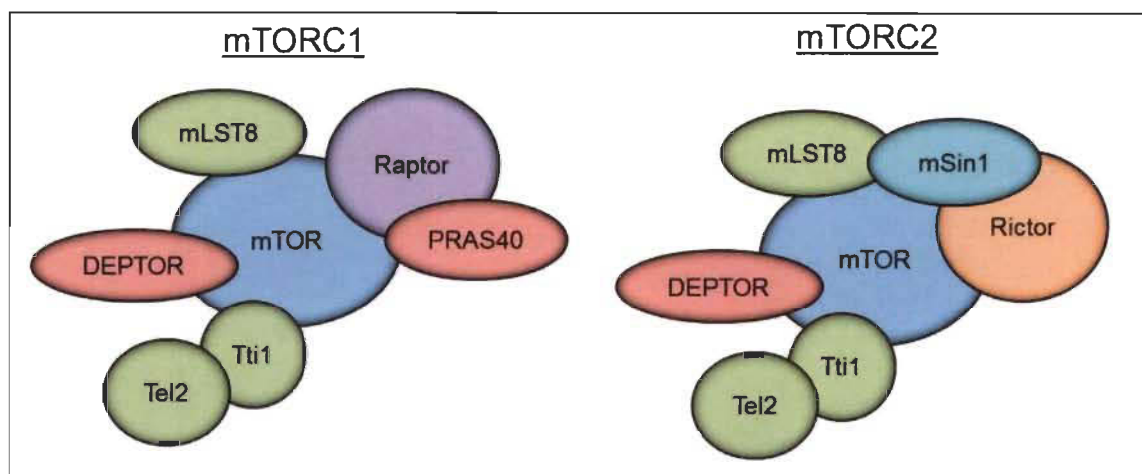 mTORC1
mLST8
Raptor
mTOR
PRAS40
DEPTOR
Tti1
Tel2
mTORC2
mLST8
mSin1
Rictor
mTOR
DEPTOR
Tti1
Tel2